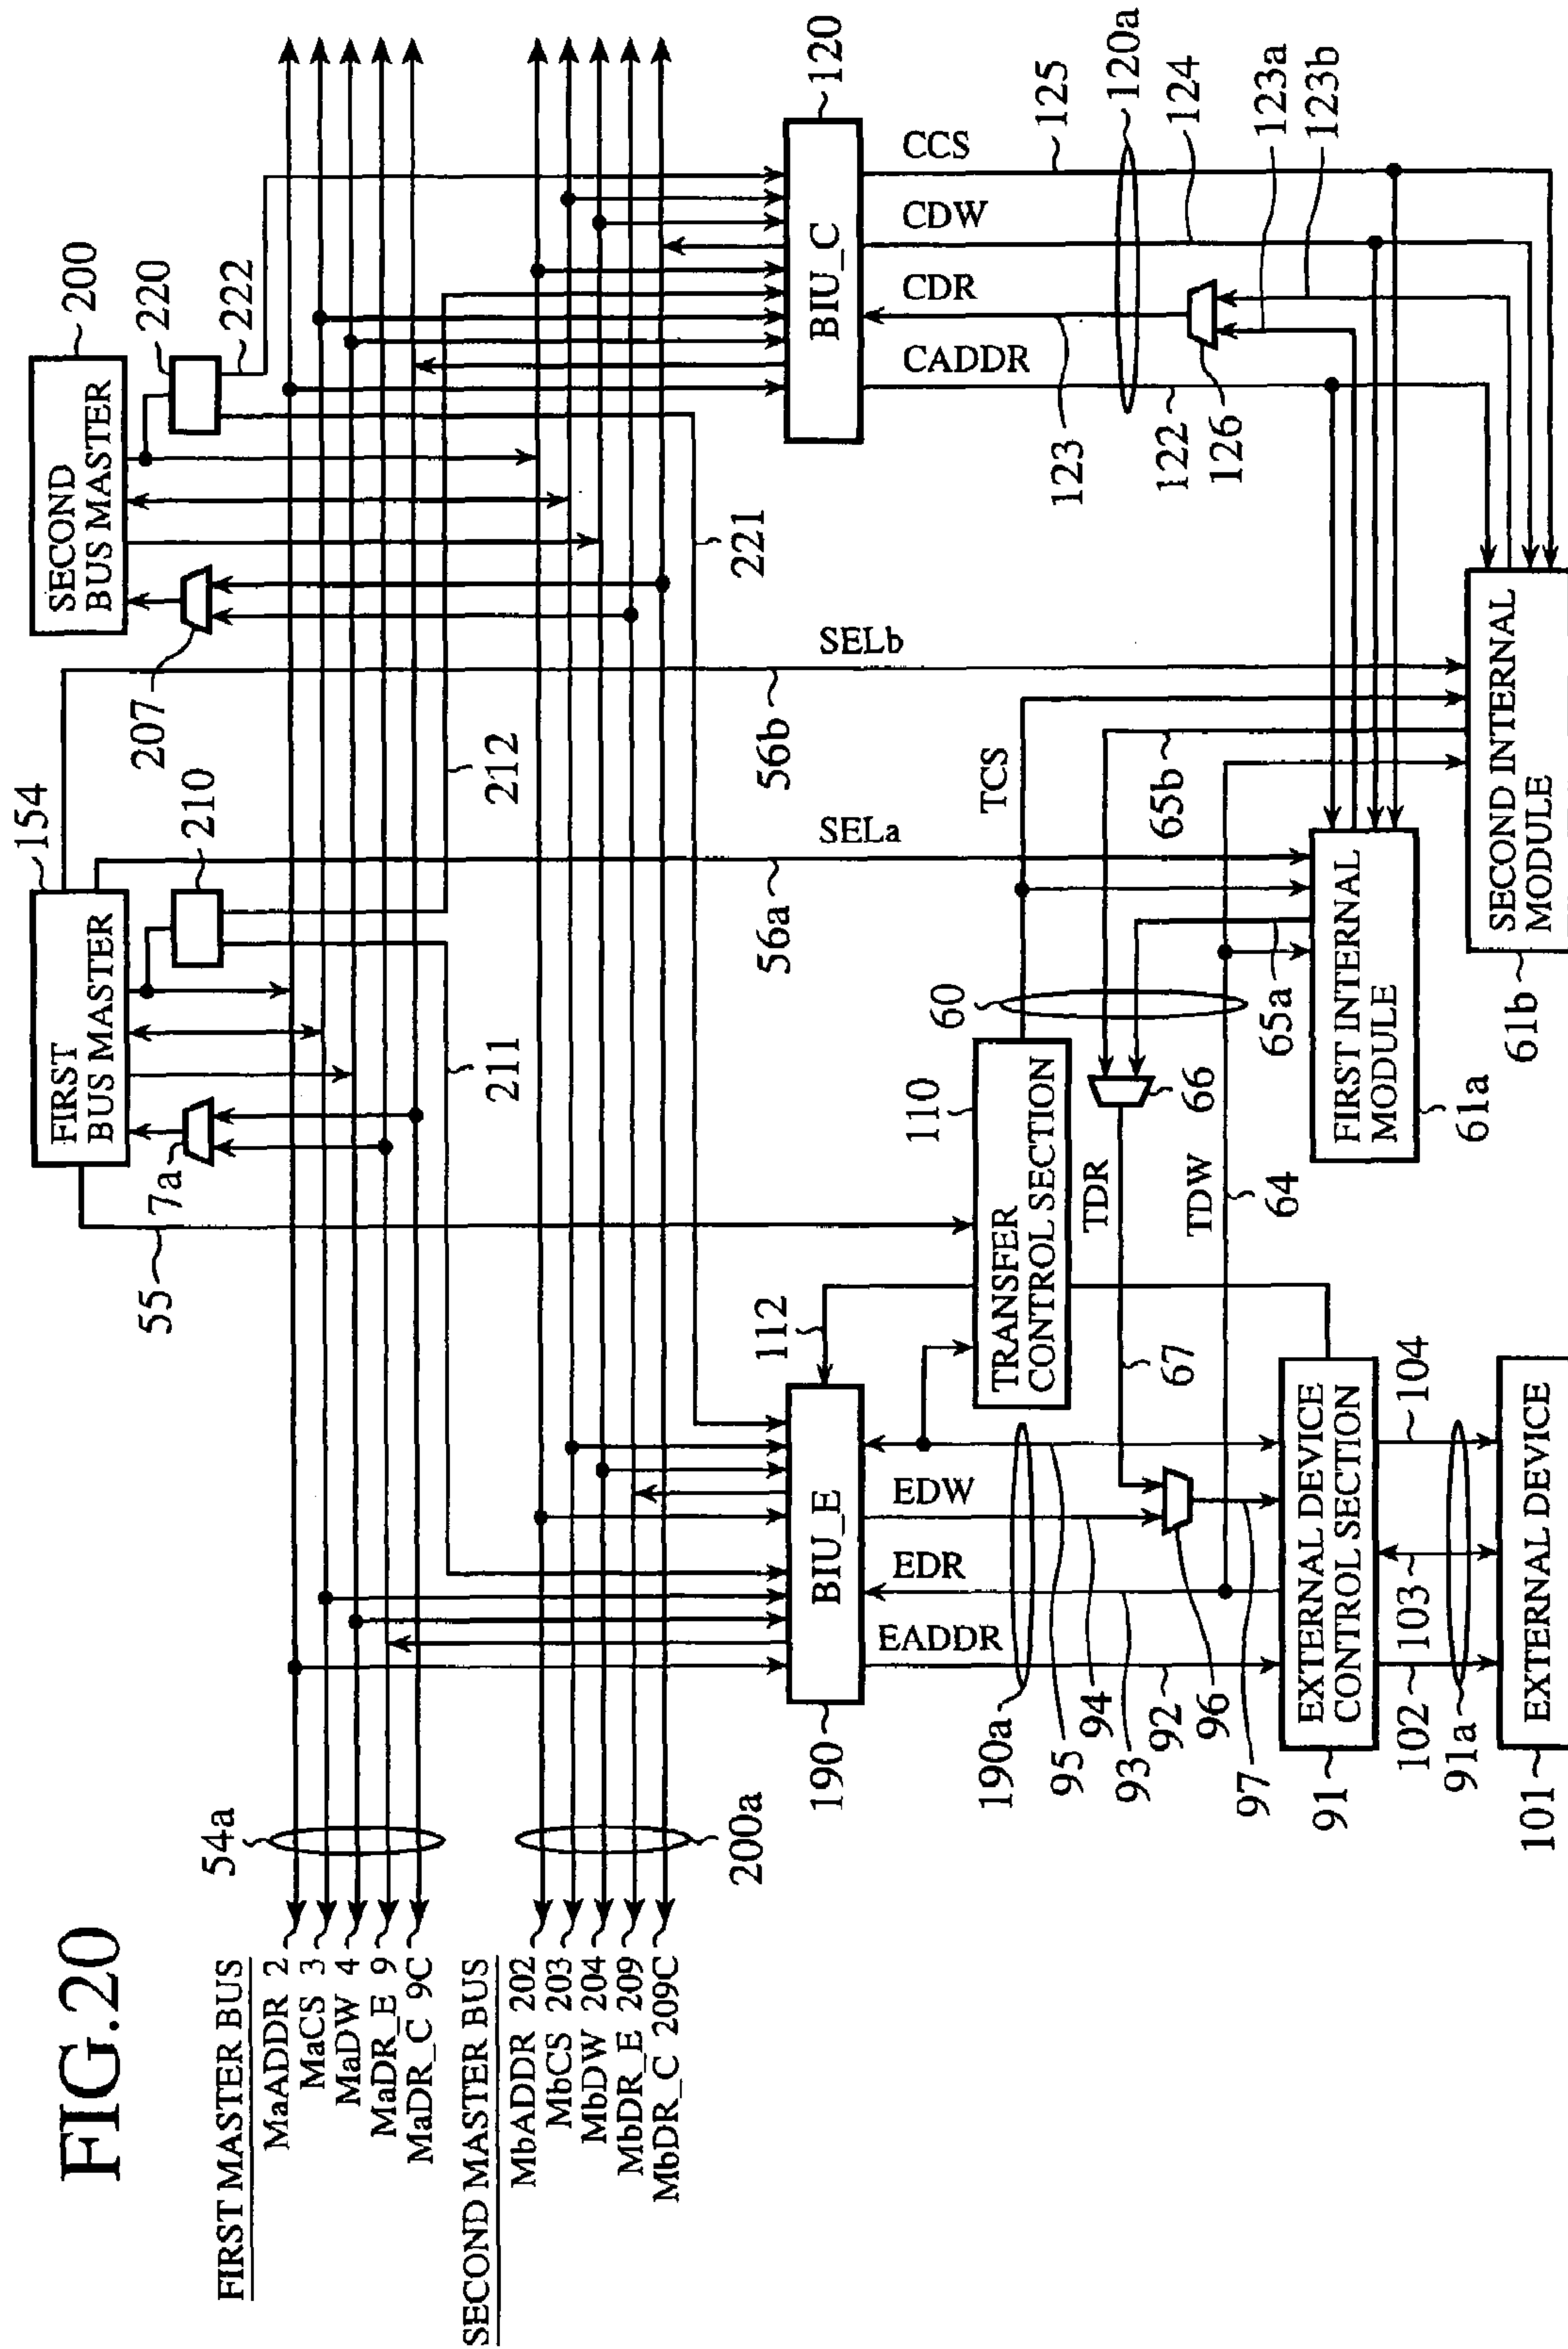 FIG.20
FIRST MASTER BUS
MaADDR 2
MaCS 3
MaDW 4
MaDR_E 9
MaDR_C 9C
54a
SECOND MASTER BUS
MbADDR 202
MbCS 203
MbDW 204
MbDR_E 209
MbDR_C 209C
200a
FIRST
BUS MASTER
154
55
7a
210
211
212
SECOND
BUS MASTER
200
207
220
222
221
SELa
56a
SELb
56b
BIU_E
190
112
EADDR
EDR
EDW
190a
95
94
92
93
96
97
TRANSFER
CONTROL SECTION
110
60
TCS
TDR
TDW
67
64
66
65a
65b
BIU_C
120
CADDR
CDR
CDW
CCS
125
120a
124
123a
123b
123
122
126
EXTERNAL DEVICE
CONTROL SECTION
91
102
103
104
91a
EXTERNAL DEVICE
101
FIRST INTERNAL
MODULE
61a
SECOND INTERNAL
MODULE
61b